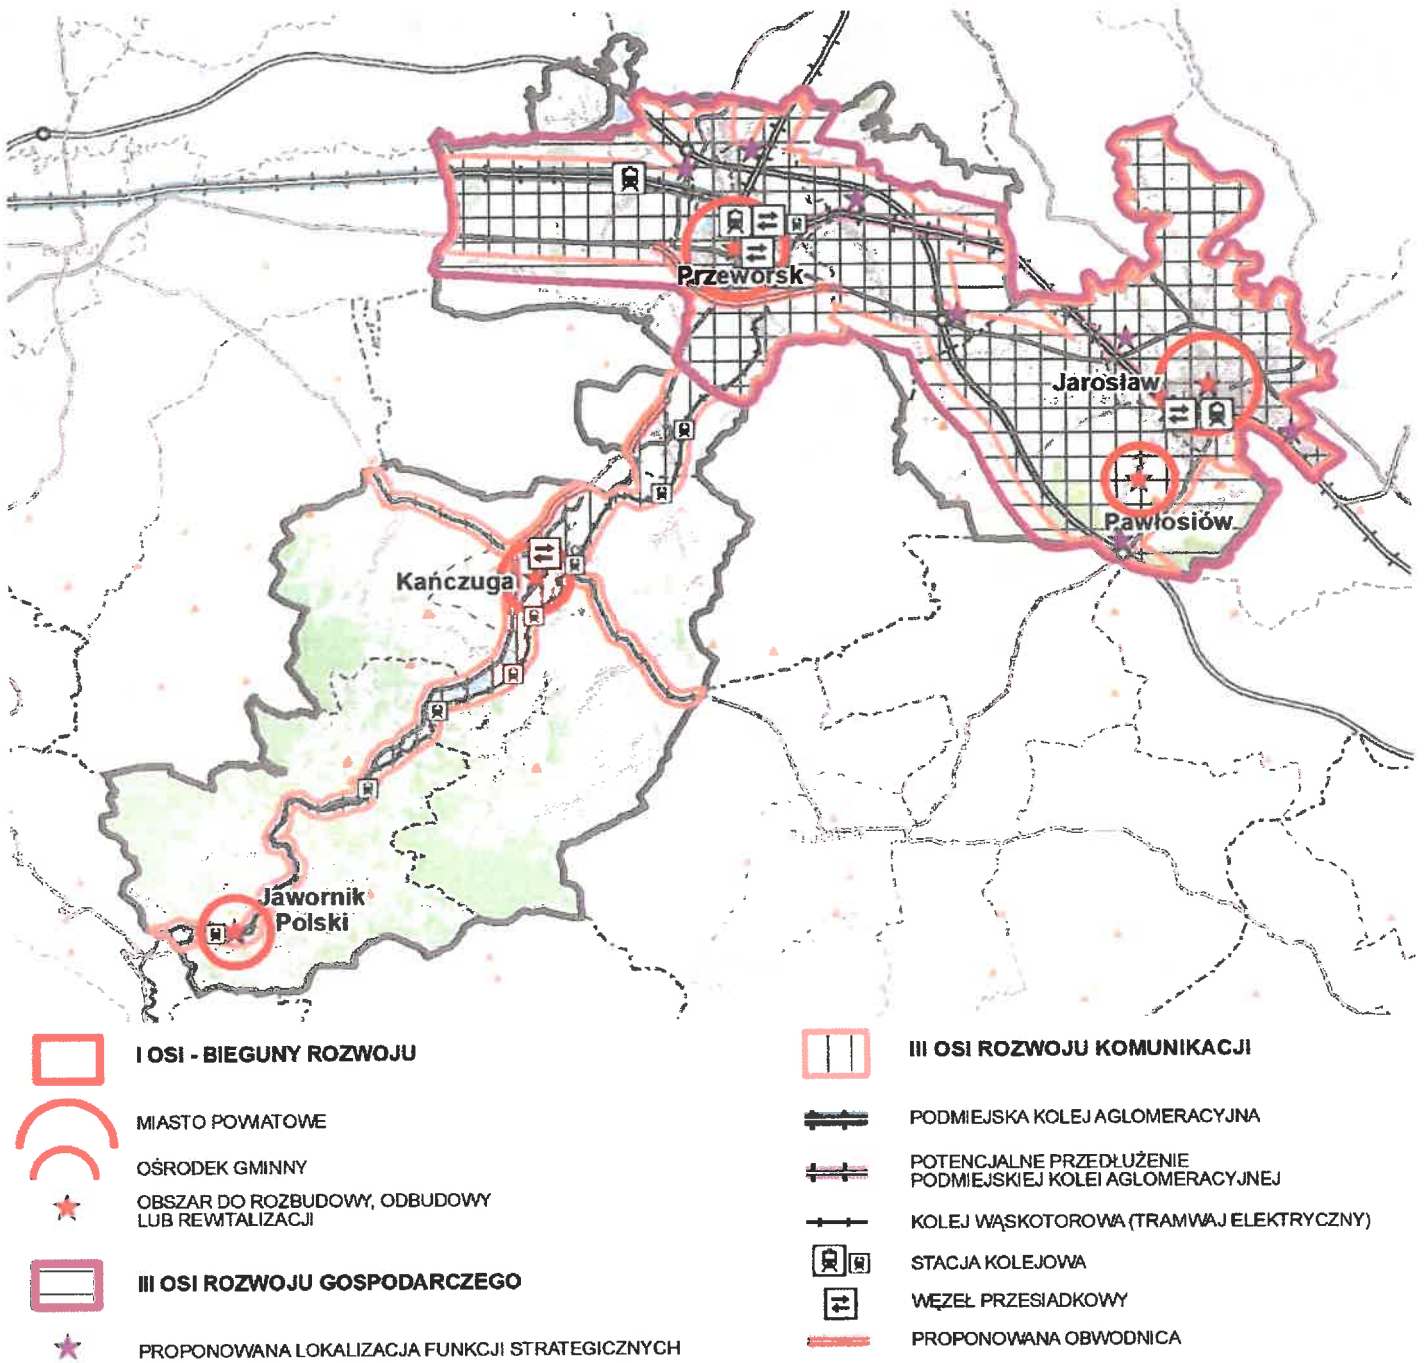 Przeworsk
Jarosław
Pawłosiów
Kańczuga
Jawornik
Polski
I OSI - BIEGUNY ROZWOJU
MIASTO POWIATOWE
OŚRODEK GMINNY
OBSZAR DO ROZBUDOWY, ODBUDOWY
LUB REWITALIZACJI
III OSI ROZWOJU GOSPODARCZEGO
PROPONOWANA LOKALIZACJA FUNKCJI STRATEGICZNYCH
III OSI ROZWOJU KOMUNIKACJI
PODMIEJSKA KOLEJ AGLOMERACYJNA
POTENCJALNE PRZEDŁUŻENIE
PODMIEJSKIEJ KOLEI AGLOMERACYJNEJ
KOLEJ WĄSKOTOROWA (TRAMWAJ ELEKTRYCZNY)
STACJA KOLEJOWA
WĘZEŁ PRZESIADKOWY
PROPONOWANA OBWODNICA